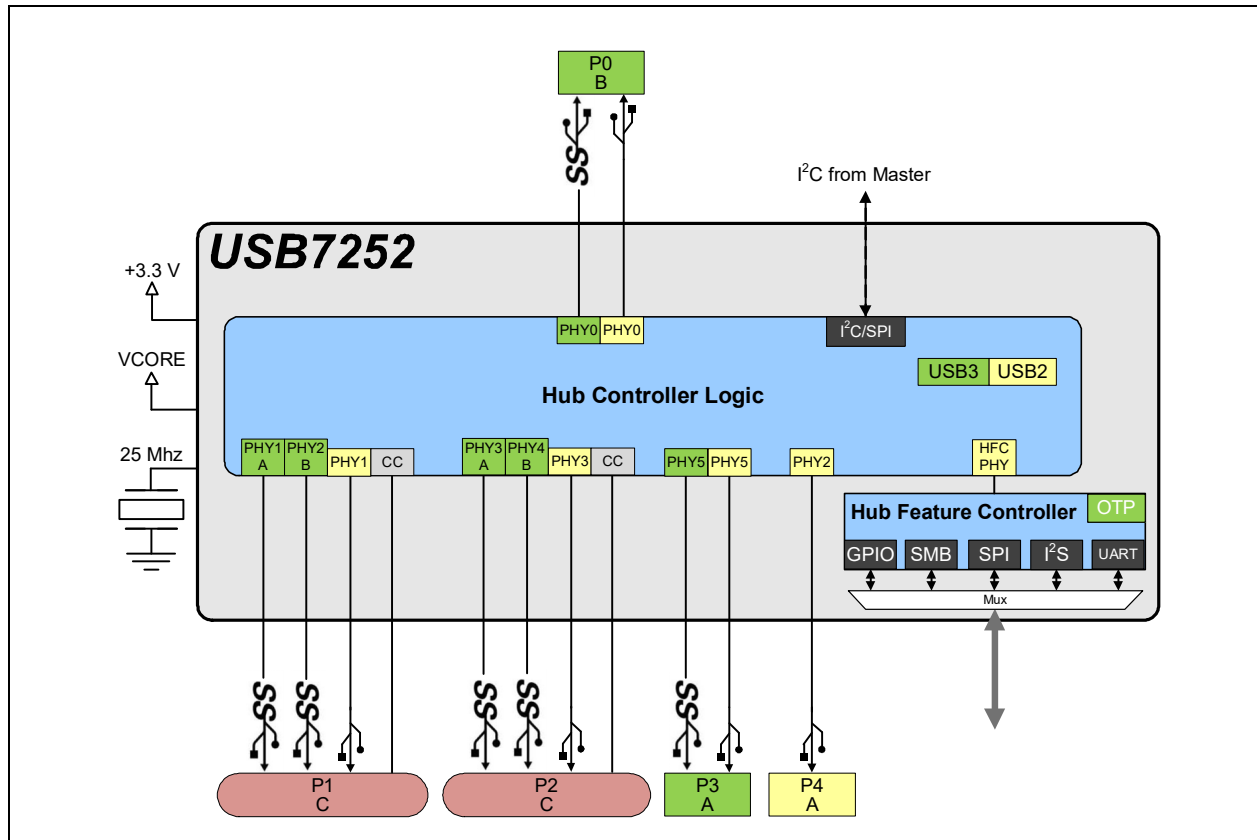 P0
B
SS
I²C from Master
USB7252
+3.3 V
PHY0 PHY0
I²C/SPI
VCORE
USB3 USB2
Hub Controller Logic
25 Mhz
PHY1
A
PHY2
B
PHY1
CC
PHY3
A
PHY4
B
PHY3
CC
PHY5
PHY5
PHY2
HFC
PHY
Hub Feature Controller
OTP
GPIO SMB SPI I²S UART
Mux
SS
SS
SS
SS
SS
P1
C
P2
C
P3
A
P4
A